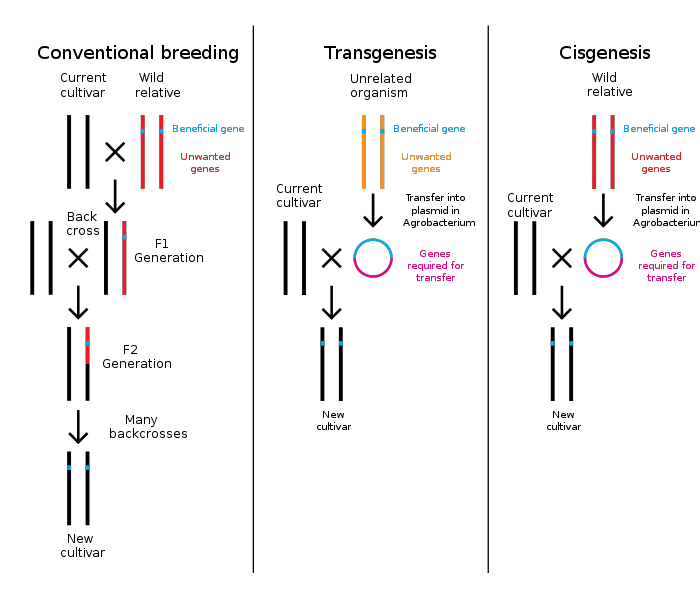 Conventional breeding
Current
cultivar
Wild
relative
Beneficial gene
Unwanted
genes
Back
cross
F1
Generation
F2
Generation
Many
backcrosses
New
cultivar
Transgenesis
Unrelated
organism
Beneficial gene
Unwanted
genes
Current
cultivar
Transfer into
plasmid in
Agrobacterium
Genes
required for
transfer
New
cultivar
Cisgenesis
Wild
relative
Beneficial gene
Unwanted
genes
Current
cultivar
Transfer into
plasmid in
Agrobacterium
Genes
required for
transfer
New
cultivar